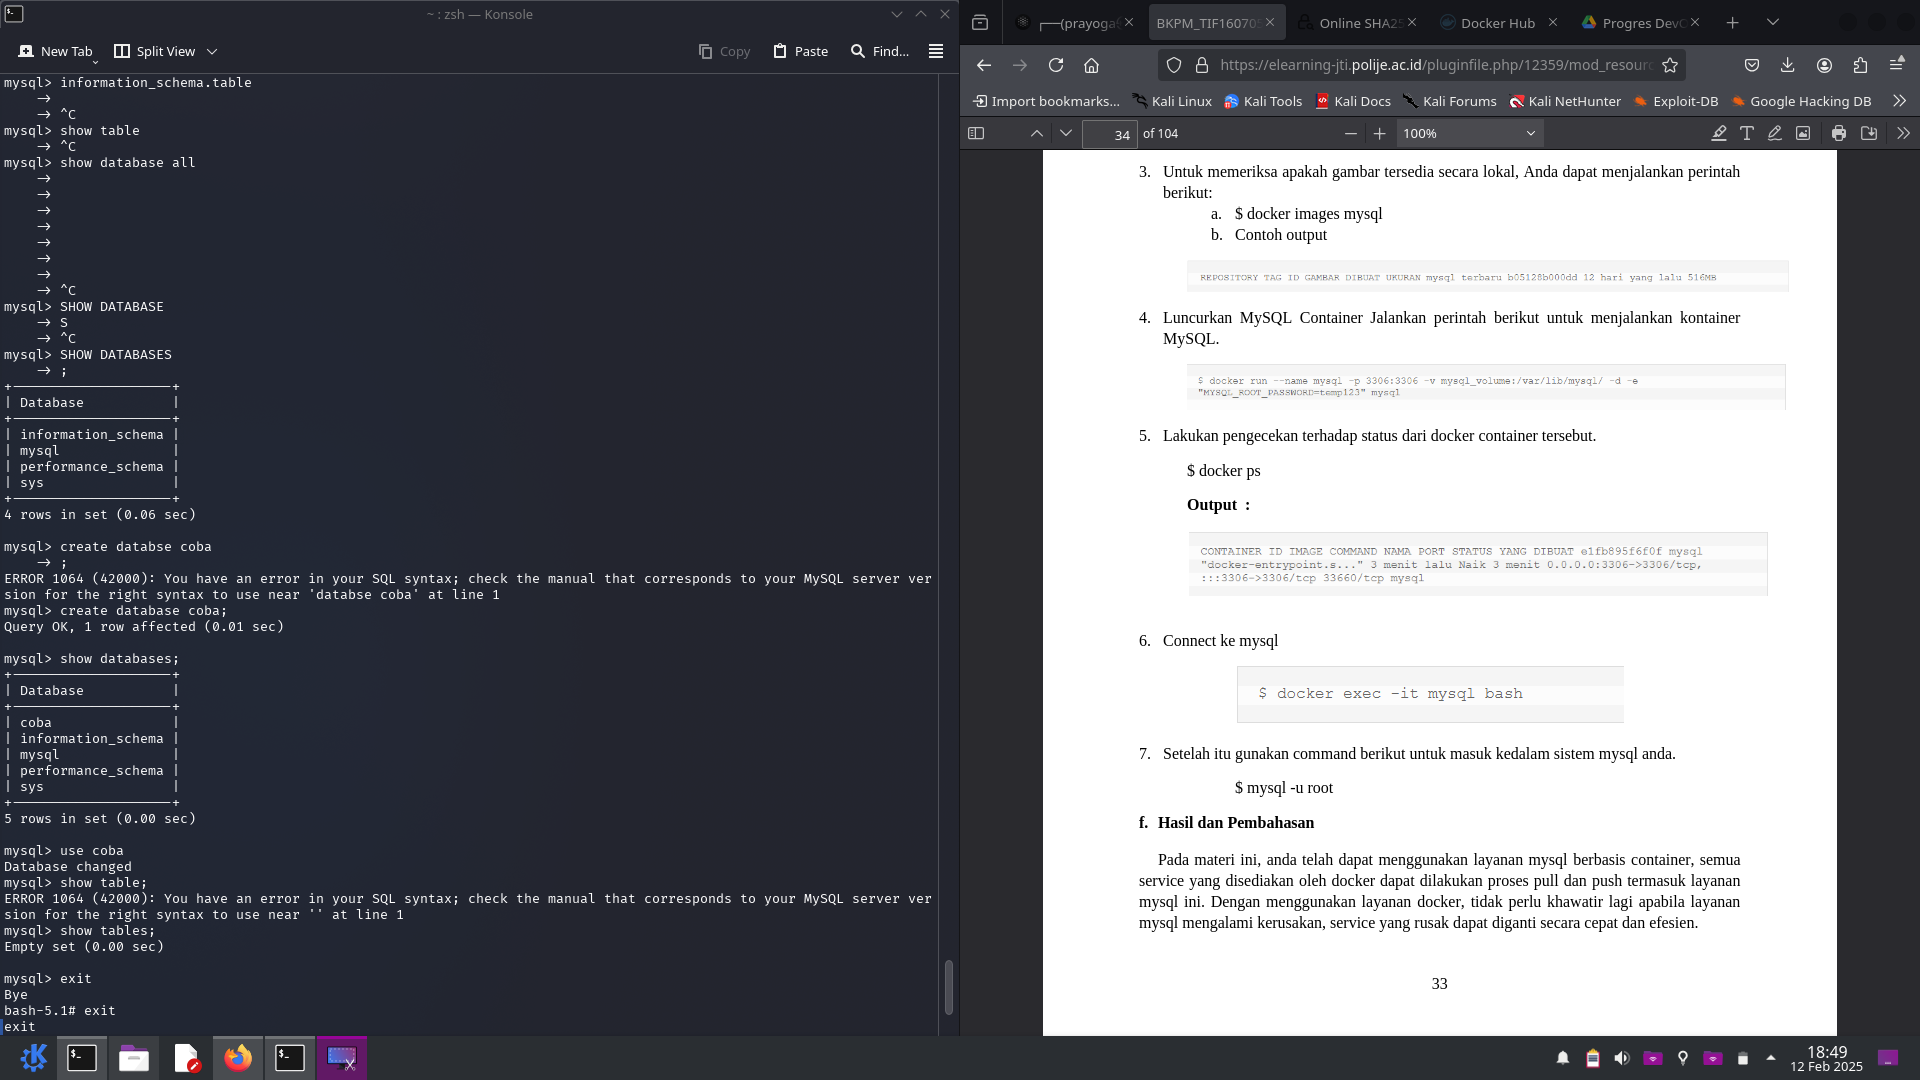 ~ : zsh — Konsole
New Tab
Split View
Copy
Paste
Find...
mysql> information_schema.table
→
→ ^C
mysql> show table
→ ^C
mysql> show database all
→
→
→
→
→
→
→
→ ^C
mysql> SHOW DATABASE
→ S
→ ^C
mysql> SHOW DATABASES
→ ;
+--------------------+
| Database           |
+--------------------+
| information_schema |
| mysql              |
| performance_schema |
| sys                |
+--------------------+
4 rows in set (0.06 sec)
mysql> create databse coba
→ ;
ERROR 1064 (42000): You have an error in your SQL syntax; check the manual that corresponds to your MySQL server ver
sion for the right syntax to use near 'databse coba' at line 1
mysql> create database coba;
Query OK, 1 row affected (0.01 sec)
mysql> show databases;
+--------------------+
| Database           |
+--------------------+
| coba               |
| information_schema |
| mysql              |
| performance_schema |
| sys                |
+--------------------+
5 rows in set (0.00 sec)
mysql> use coba
Database changed
mysql> show table;
ERROR 1064 (42000): You have an error in your SQL syntax; check the manual that corresponds to your MySQL server ver
sion for the right syntax to use near '' at line 1
mysql> show tables;
Empty set (0.00 sec)
mysql> exit
Bye
bash-5.1# exit
exit
┌──(prayoga
BKPM_TIF16070
Online SHA25
Docker Hub
Progres DevO
https://elearning-jti.polije.ac.id/pluginfile.php/12359/mod_resourc
Import bookmarks...
Kali Linux
Kali Tools
Kali Docs
Kali Forums
Kali NetHunter
Exploit-DB
Google Hacking DB
34 of 104
100%
3. Untuk memeriksa apakah gambar tersedia secara lokal, Anda dapat menjalankan perintah
berikut:
a. $ docker images mysql
b. Contoh output
REPOSITORY TAG ID GAMBAR DIBUAT UKURAN mysql terbaru b05128b000dd 12 hari yang lalu 516MB
4. Luncurkan MySQL Container Jalankan perintah berikut untuk menjalankan kontainer
MySQL.
$ docker run --name mysql -p 3306:3306 -v mysql_volume:/var/lib/mysql/ -d -e
"MYSQL_ROOT_PASSWORD=temp123" mysql
5. Lakukan pengecekan terhadap status dari docker container tersebut.
$ docker ps
Output :
CONTAINER ID IMAGE COMMAND NAMA PORT STATUS YANG DIBUAT e1fb895f6f0f mysql
"docker-entrypoint.s..." 3 menit lalu Naik 3 menit 0.0.0.0:3306->3306/tcp,
:::3306->3306/tcp 33660/tcp mysql
6. Connect ke mysql
$ docker exec -it mysql bash
7. Setelah itu gunakan command berikut untuk masuk kedalam sistem mysql anda.
$ mysql -u root
f. Hasil dan Pembahasan
Pada materi ini, anda telah dapat menggunakan layanan mysql berbasis container, semua
service yang disediakan oleh docker dapat dilakukan proses pull dan push termasuk layanan
mysql ini. Dengan menggunakan layanan docker, tidak perlu khawatir lagi apabila layanan
mysql mengalami kerusakan, service yang rusak dapat diganti secara cepat dan efesien.
33
18:49
12 Feb 2025